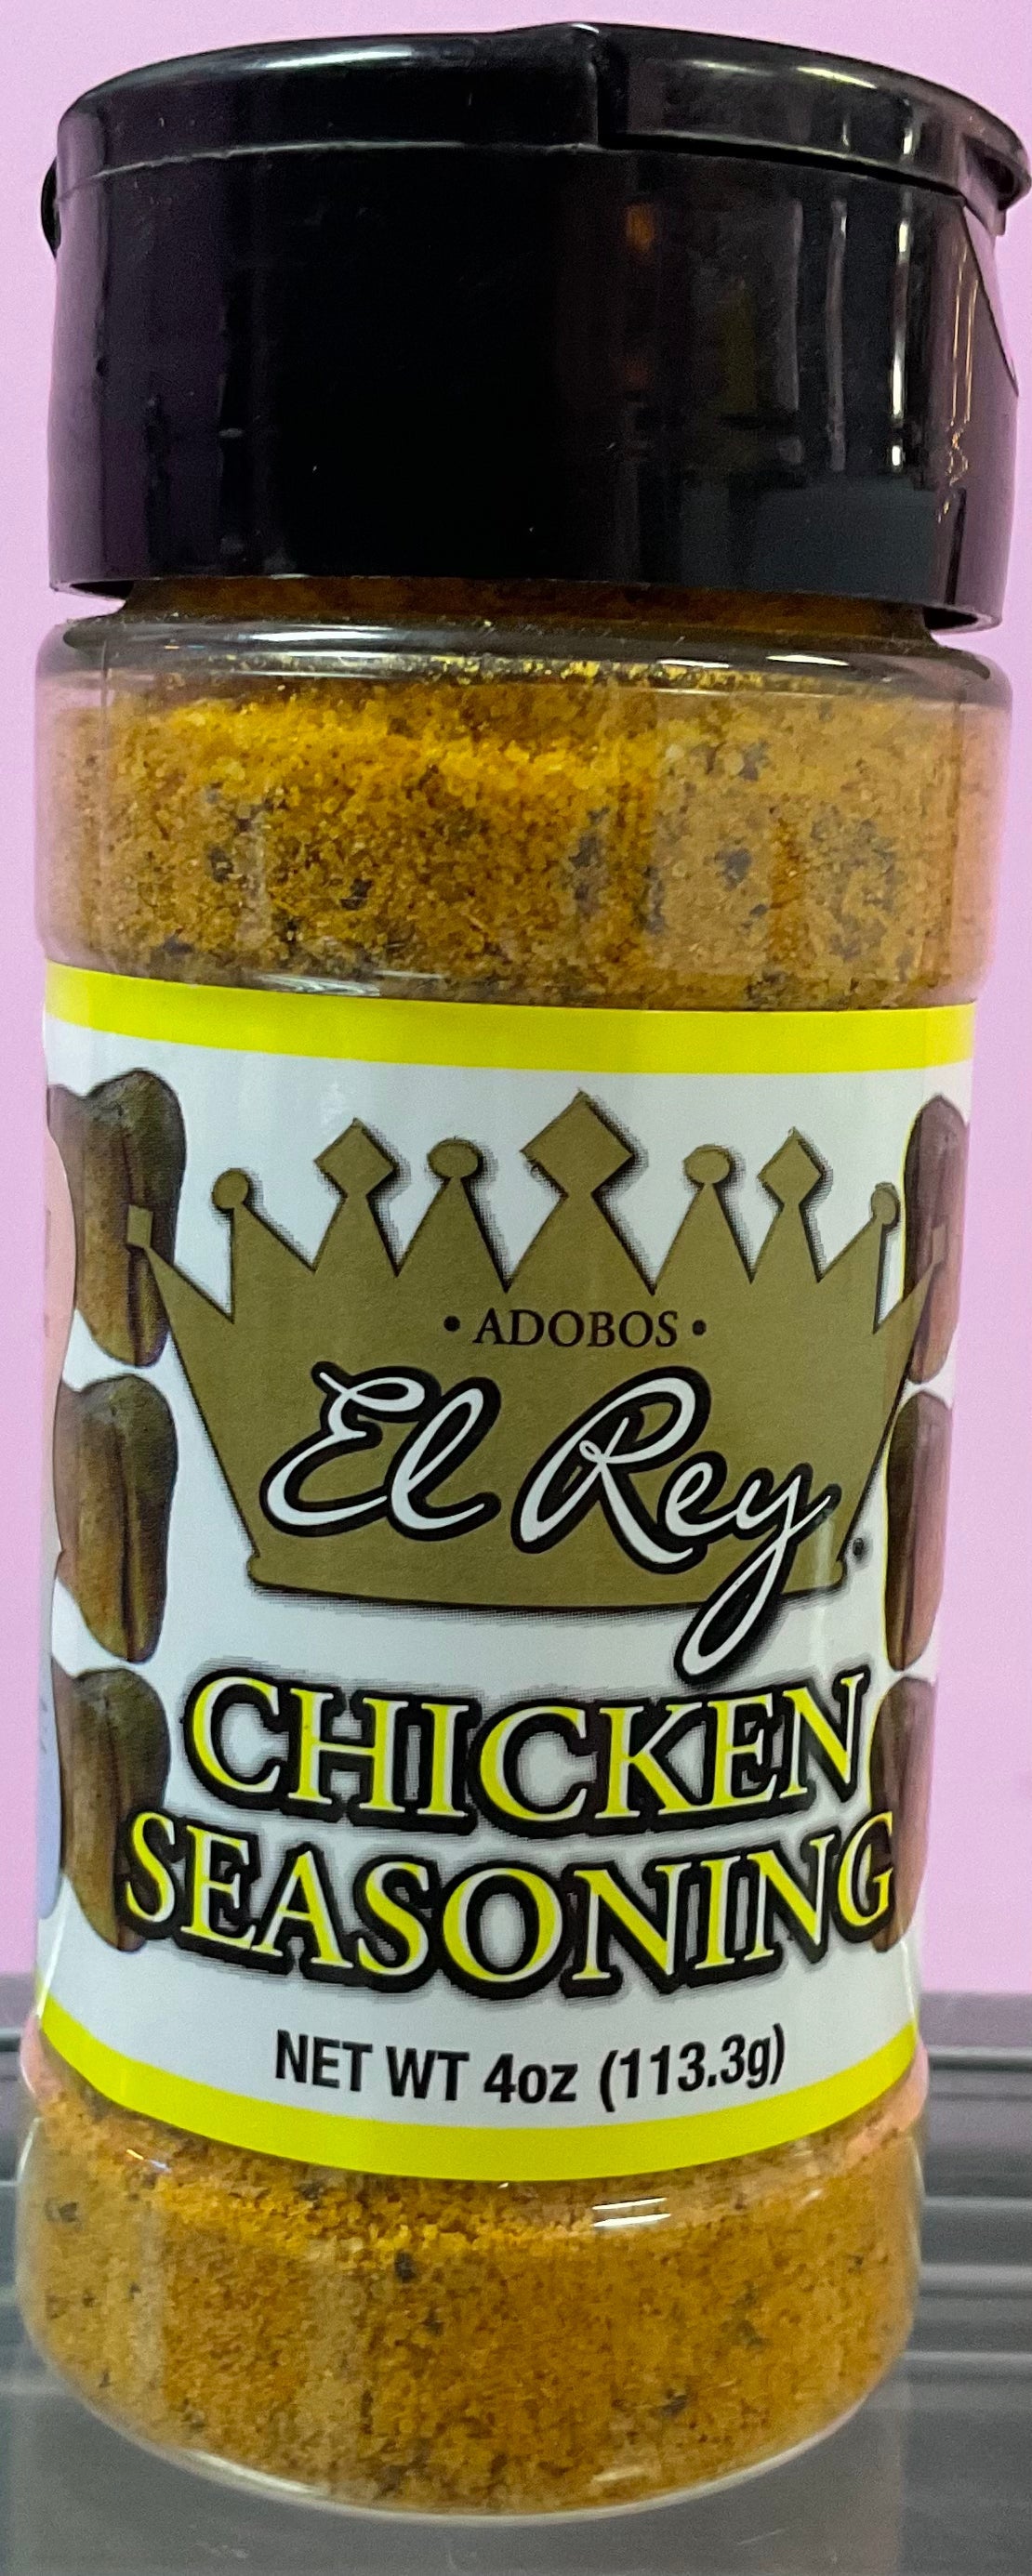 • ADOBOS •
El Rey
CHICKEN
SEASONING
NET WT 4oz (113.3g)